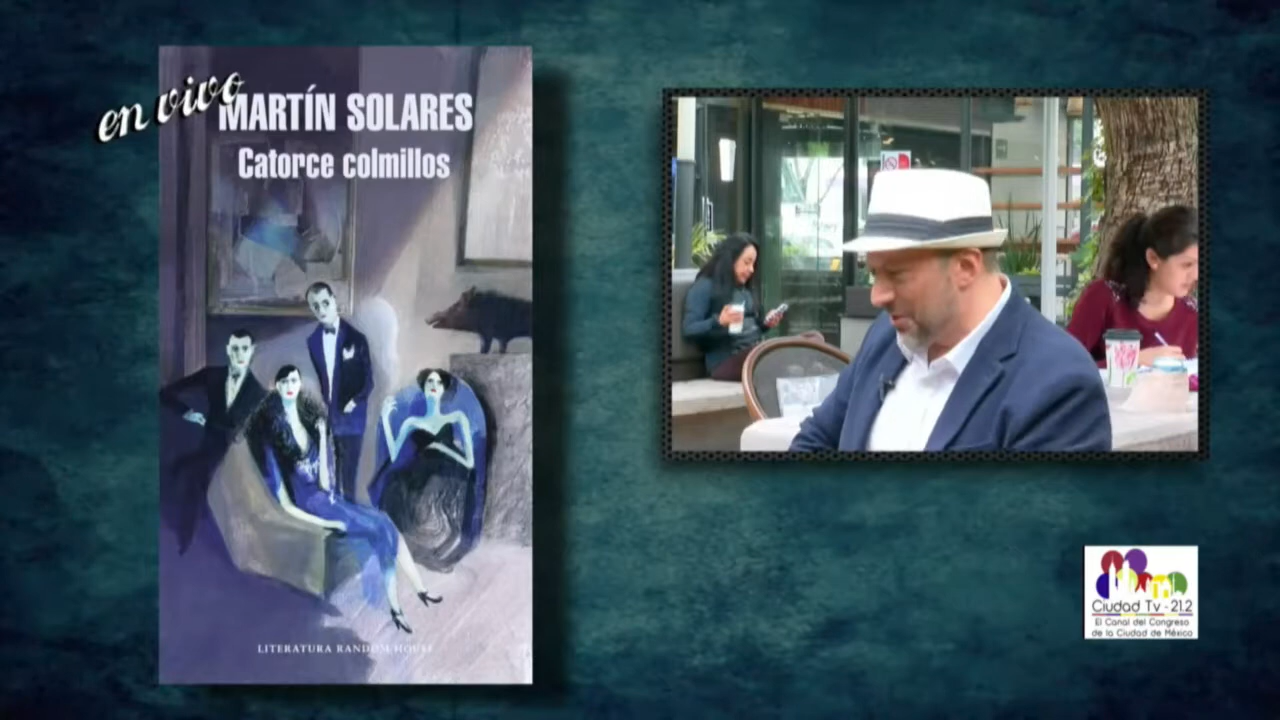 en vivo
MARTÍN SOLARES
Catorce colmillos
LITERATURA RANDOM HOUSE
Ciudad Tv - 21.2
El Canal del Congreso
de la Ciudad de México